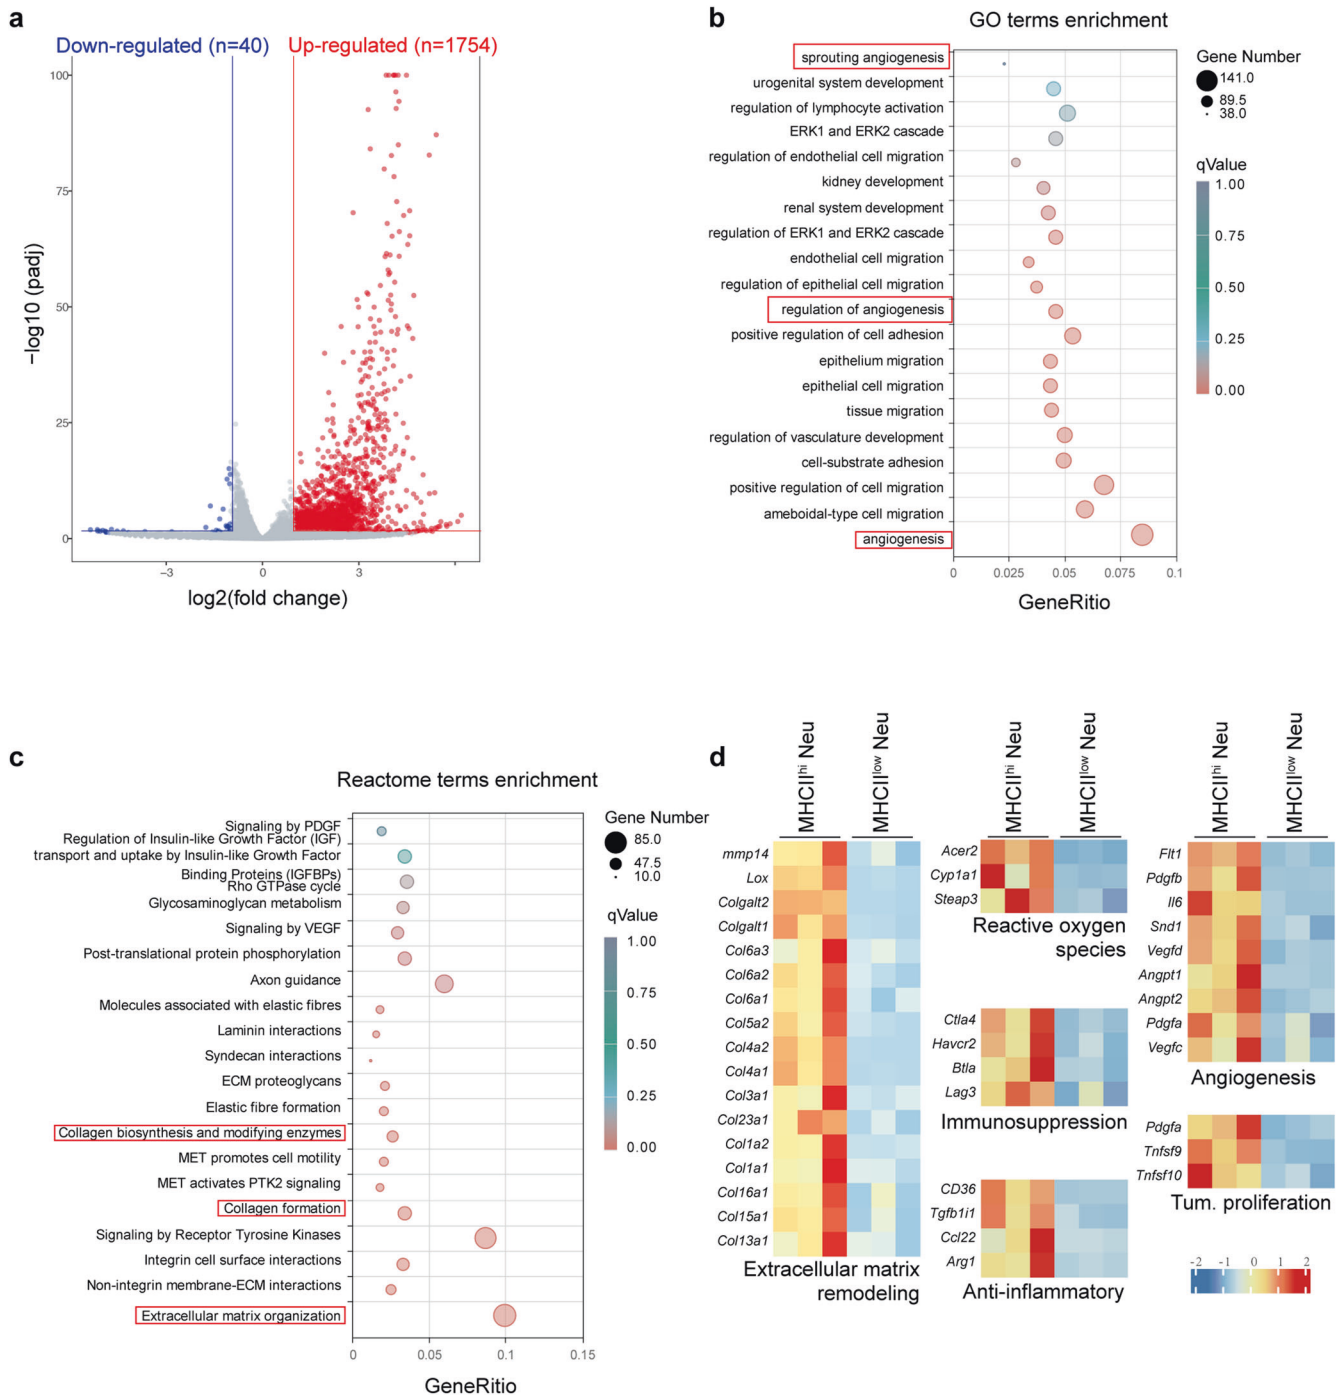 a
Down-regulated (n=40)
Up-regulated (n=1754)
100
75
50
25
0
−log10 (padj)
−3
0
3
log2(fold change)
b
GO terms enrichment
sprouting angiogenesis
urogenital system development
regulation of lymphocyte activation
ERK1 and ERK2 cascade
regulation of endothelial cell migration
kidney development
renal system development
regulation of ERK1 and ERK2 cascade
endothelial cell migration
regulation of epithelial cell migration
regulation of angiogenesis
positive regulation of cell adhesion
epithelium migration
epithelial cell migration
tissue migration
regulation of vasculature development
cell-substrate adhesion
positive regulation of cell migration
ameboidal-type cell migration
angiogenesis
0
0.025
0.05
0.075
0.1
GeneRitio
Gene Number
141.0
89.5
38.0
qValue
1.00
0.75
0.50
0.25
0.00
c
Reactome terms enrichment
Signaling by PDGF
Regulation of Insulin-like Growth Factor (IGF)
transport and uptake by Insulin-like Growth Factor
Binding Proteins (IGFBPs)
Rho GTPase cycle
Glycosaminoglycan metabolism
Signaling by VEGF
Post-translational protein phosphorylation
Axon guidance
Molecules associated with elastic fibres
Laminin interactions
Syndecan interactions
ECM proteoglycans
Elastic fibre formation
Collagen biosynthesis and modifying enzymes
MET promotes cell motility
MET activates PTK2 signaling
Collagen formation
Signaling by Receptor Tyrosine Kinases
Integrin cell surface interactions
Non-integrin membrane-ECM interactions
Extracellular matrix organization
0
0.05
0.1
0.15
GeneRitio
Gene Number
85.0
47.5
10.0
qValue
1.00
0.75
0.50
0.25
0.00
d
MHCIIhi Neu
MHCIIlow Neu
mmp14
Lox
Colgalt2
Colgalt1
Col6a3
Col6a2
Col6a1
Col5a2
Col4a2
Col4a1
Col3a1
Col23a1
Col1a2
Col1a1
Col16a1
Col15a1
Col13a1
Extracellular matrix
remodeling
MHCIIhi Neu
MHCIIlow Neu
Acer2
Cyp1a1
Steap3
Reactive oxygen
species
Ctla4
Havcr2
Btla
Lag3
Immunosuppression
CD36
Tgfb1i1
Ccl22
Arg1
Anti-inflammatory
MHCIIhi Neu
MHCIIlow Neu
Flt1
Pdgfb
Il6
Snd1
Vegfd
Angpt1
Angpt2
Pdgfa
Vegfc
Angiogenesis
Pdgfa
Tnfsf9
Tnfsf10
Tum. proliferation
-2
-1
0
1
2